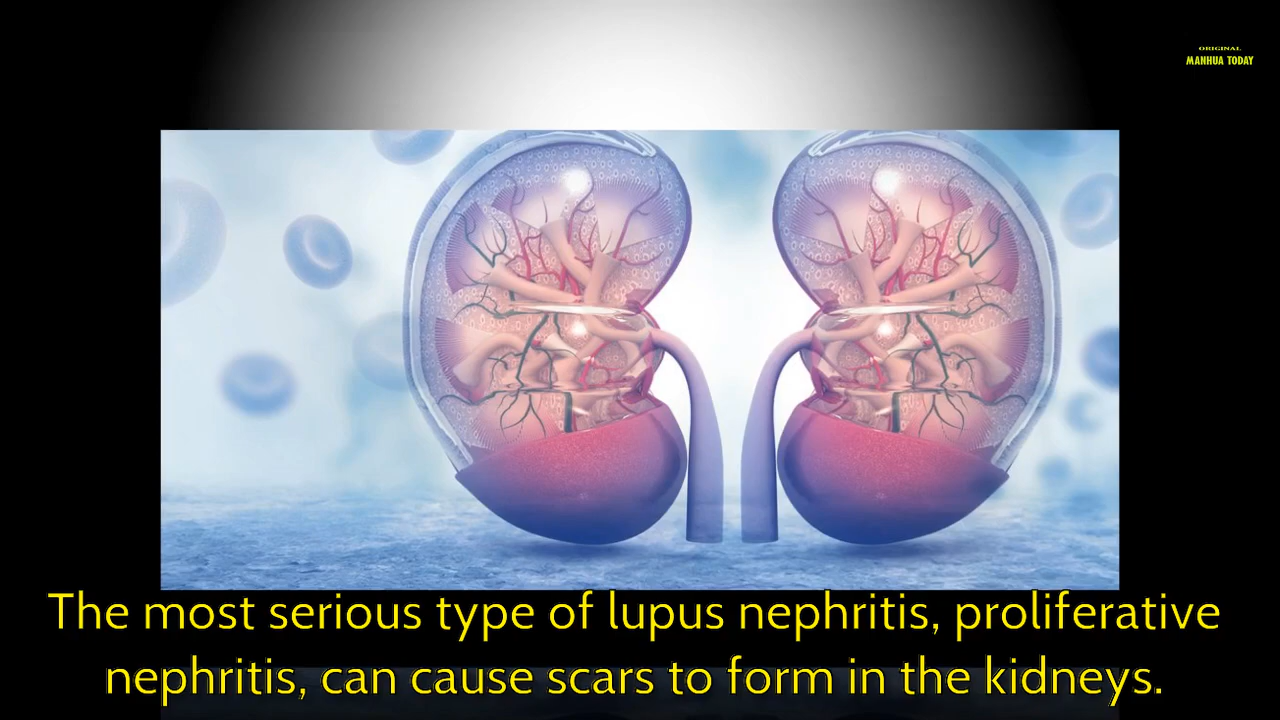 ORIGINAL
MANHUA TODAY
The most serious type of lupus nephritis, proliferative
nephritis, can cause scars to form in the kidneys.